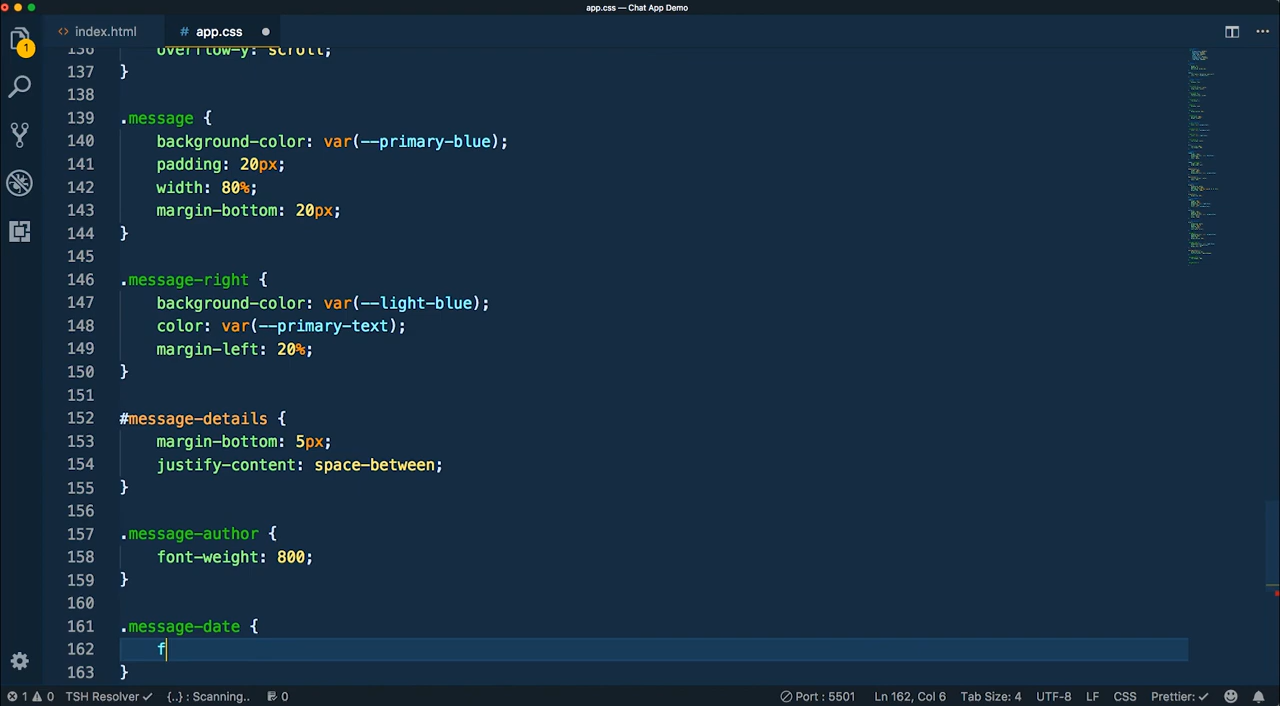 app.css — Chat App Demo
<> index.html # app.css
1
136 overflow-y: scroll;
137 }
138
139 .message {
140 background-color: var(--primary-blue);
141 padding: 20px;
142 width: 80%;
143 margin-bottom: 20px;
144 }
145
146 .message-right {
147 background-color: var(--light-blue);
148 color: var(--primary-text);
149 margin-left: 20%;
150 }
151
152 #message-details {
153 margin-bottom: 5px;
154 justify-content: space-between;
155 }
156
157 .message-author {
158 font-weight: 800;
159 }
160
161 .message-date {
162 f
163 }
1 0 TSH Resolver ✓ {..} : Scanning.. 0 Port : 5501 Ln 162, Col 6 Tab Size: 4 UTF-8 LF CSS Prettier: ✓